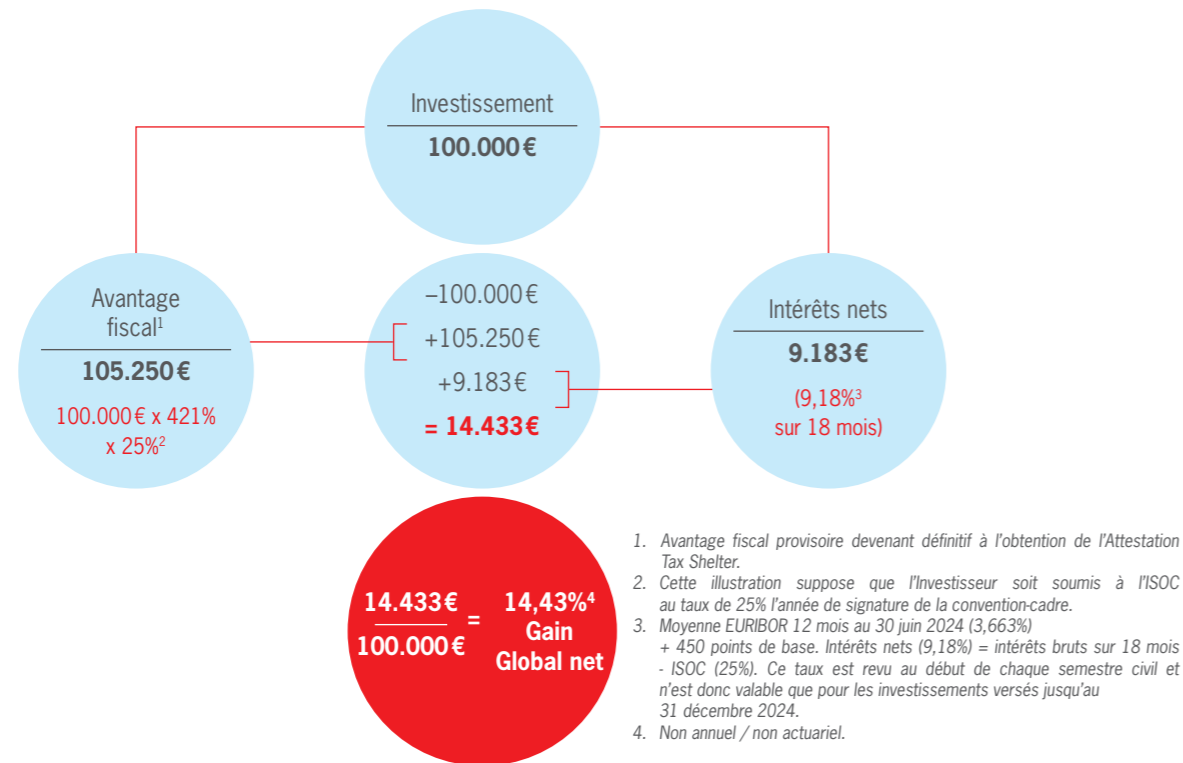 Investissement
100.000 €
Avantage
fiscal1
105.250 €
100.000 € x 421%
x 25%2
–100.000 €
+105.250 €
+9.183 €
= 14.433 €
Intérêts nets
9.183 €
(9,18%3
sur 18 mois)
14.433 €
100.000 €
=
14,43%4
Gain
Global net
1. Avantage fiscal provisoire devenant définitif à l'obtention de l'Attestation
Tax Shelter.
2. Cette illustration suppose que l'Investisseur soit soumis à l'ISOC
au taux de 25% l'année de signature de la convention-cadre.
3. Moyenne EURIBOR 12 mois au 30 juin 2024 (3,663%)
+ 450 points de base. Intérêts nets (9,18%) = intérêts bruts sur 18 mois
- ISOC (25%). Ce taux est revu au début de chaque semestre civil et
n'est donc valable que pour les investissements versés jusqu'au
31 décembre 2024.
4. Non annuel / non actuariel.